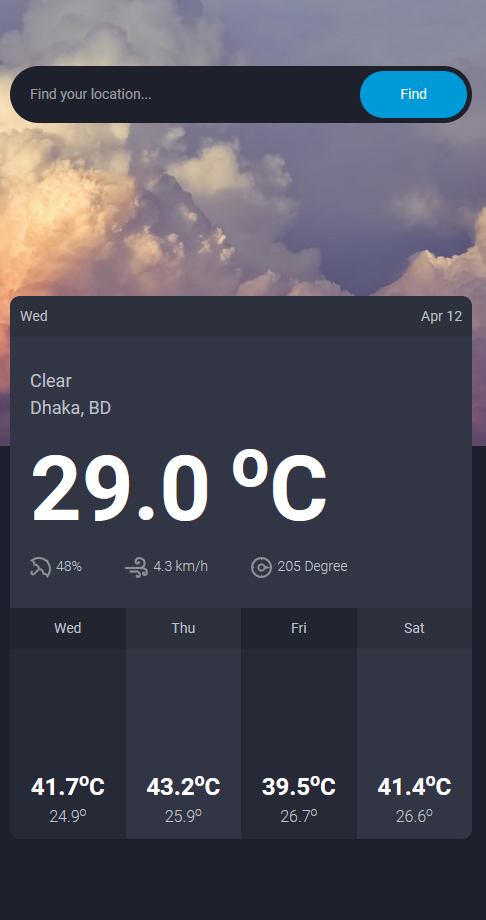 Find your location...
Find
Wed
Apr 12
Clear
Dhaka, BD
29.0 °C
48%
4.3 km/h
205 Degree
Wed
Thu
Fri
Sat
41.7°C
43.2°C
39.5°C
41.4°C
24.9°
25.9°
26.7°
26.6°